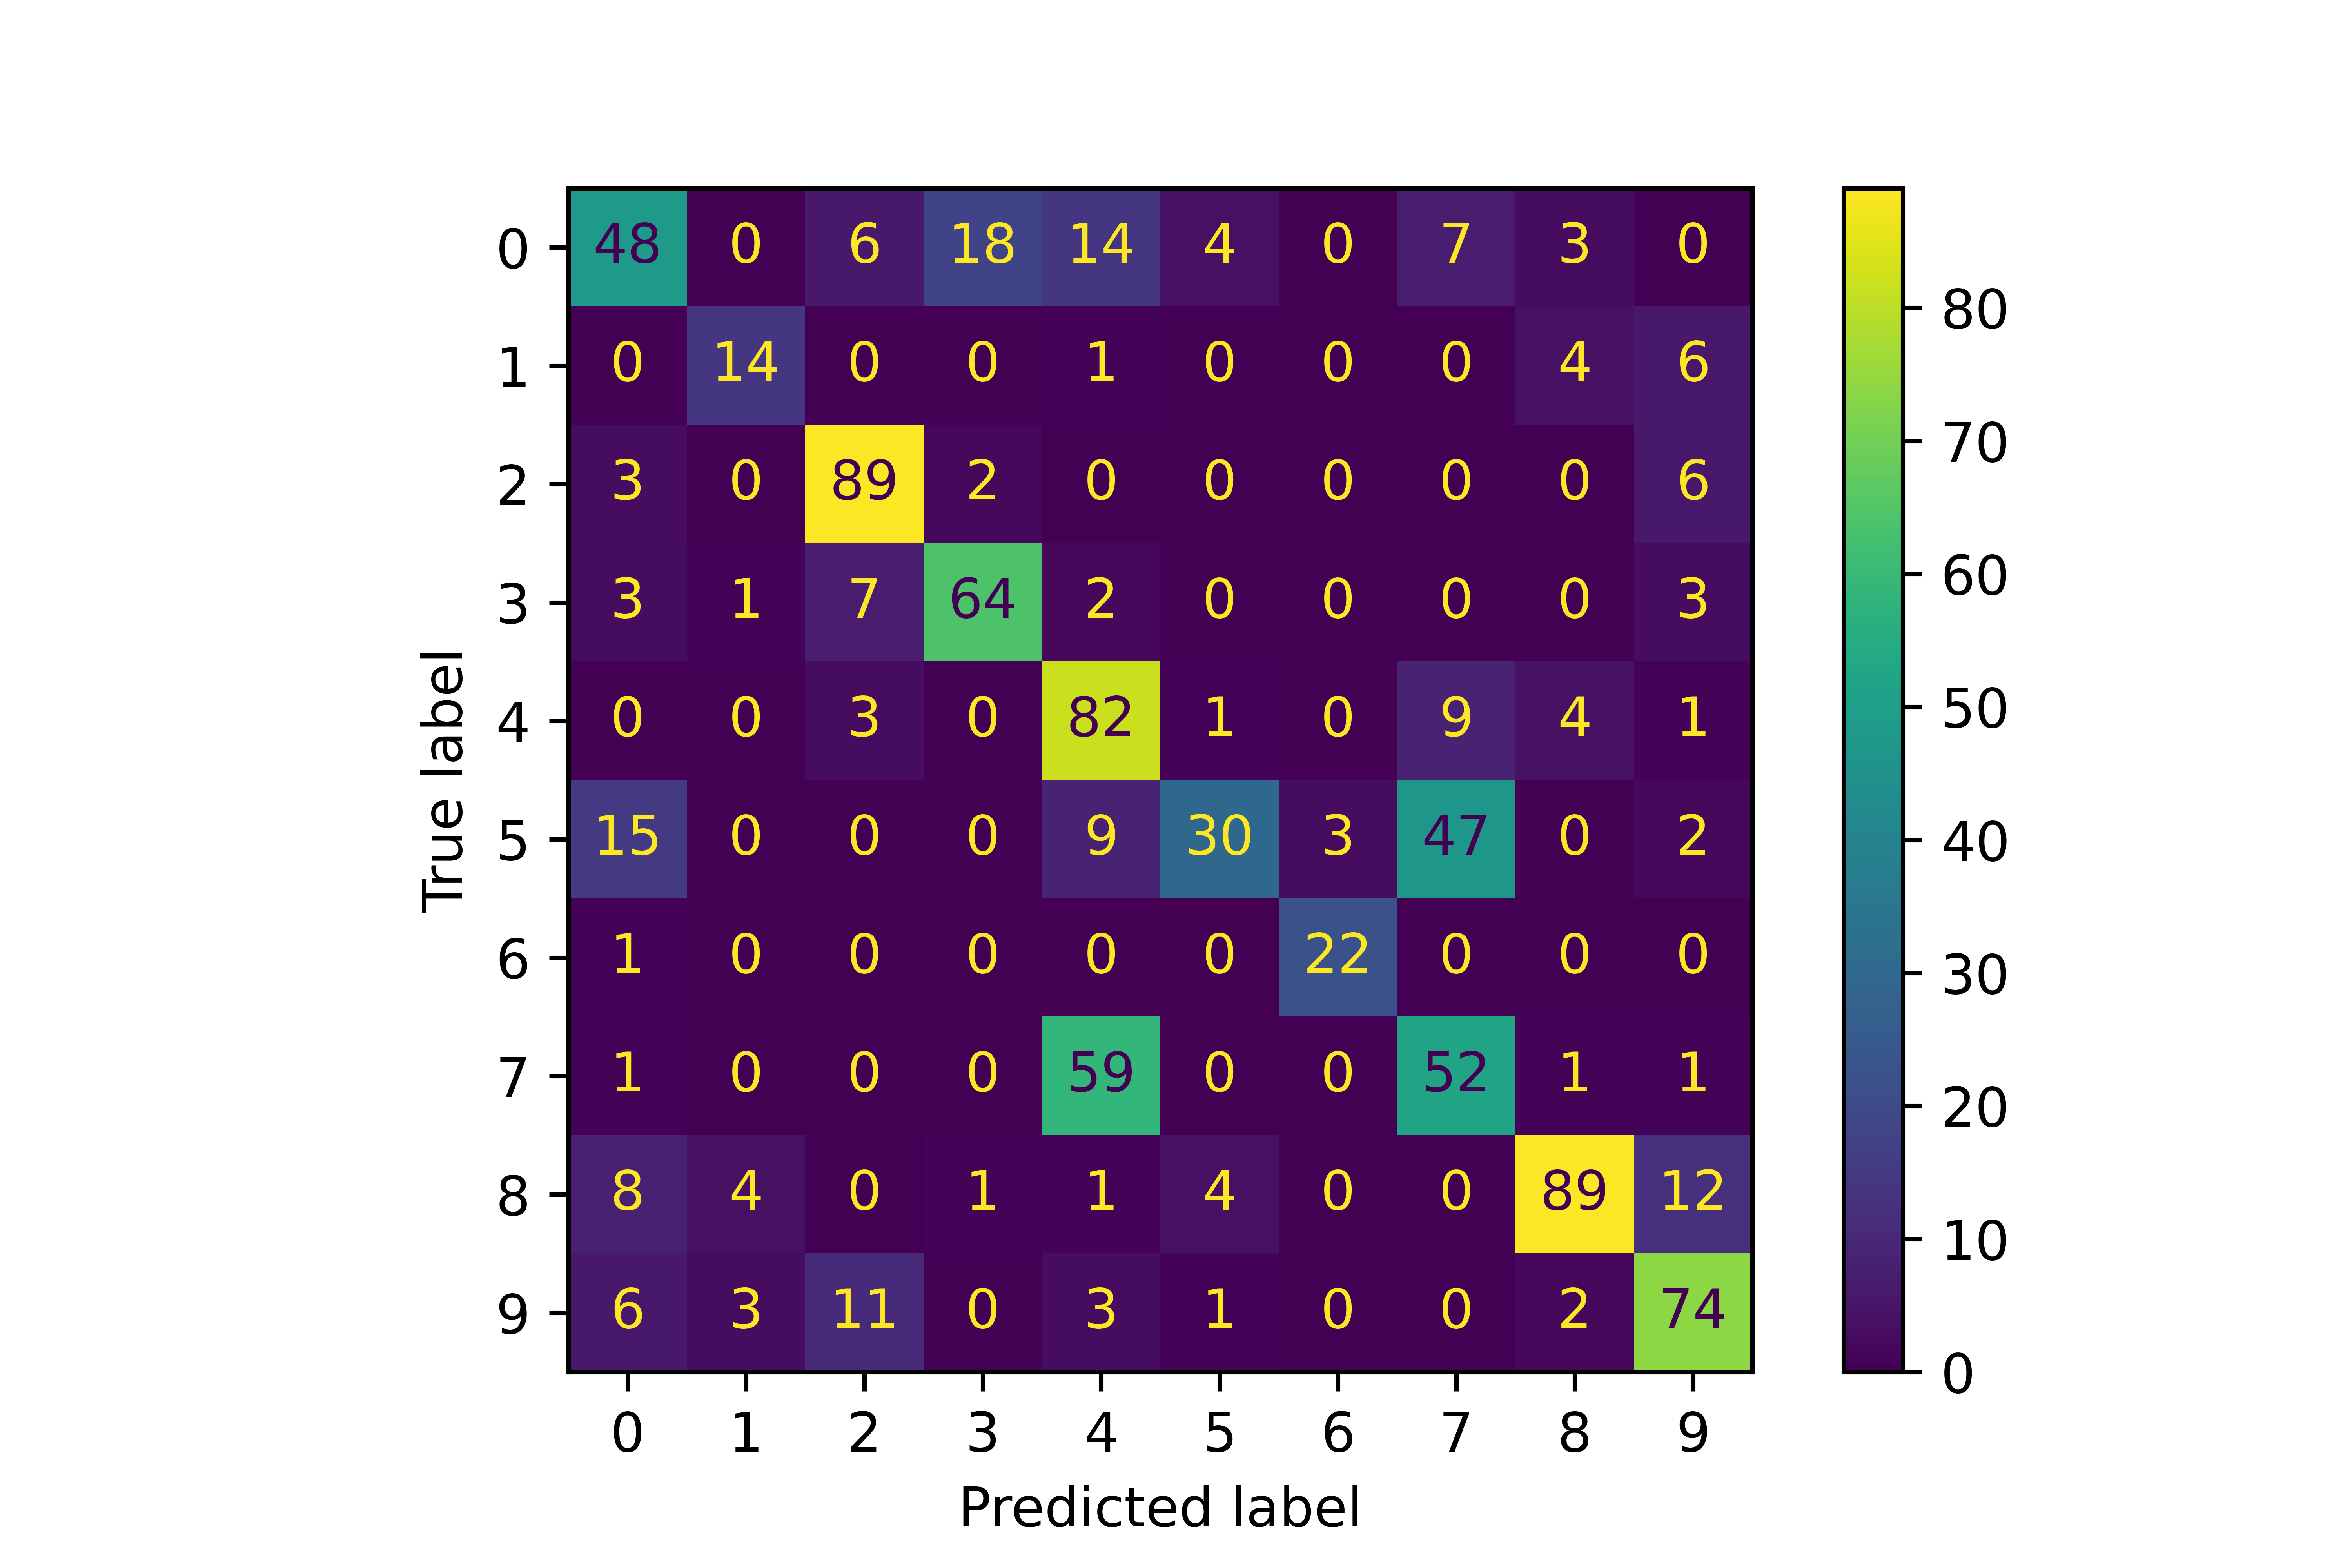 0 48 0 6 18 14 4 0 7 3 0
1 0 14 0 0 1 0 0 0 4 6
2 3 0 89 2 0 0 0 0 0 6
3 3 1 7 64 2 0 0 0 0 3
4 0 0 3 0 82 1 0 9 4 1
5 15 0 0 0 9 30 3 47 0 2
6 1 0 0 0 0 0 22 0 0 0
7 1 0 0 0 59 0 0 52 1 1
8 8 4 0 1 1 4 0 0 89 12
9 6 3 11 0 3 1 0 0 2 74
0 1 2 3 4 5 6 7 8 9
Predicted label
True label
80
70
60
50
40
30
20
10
0